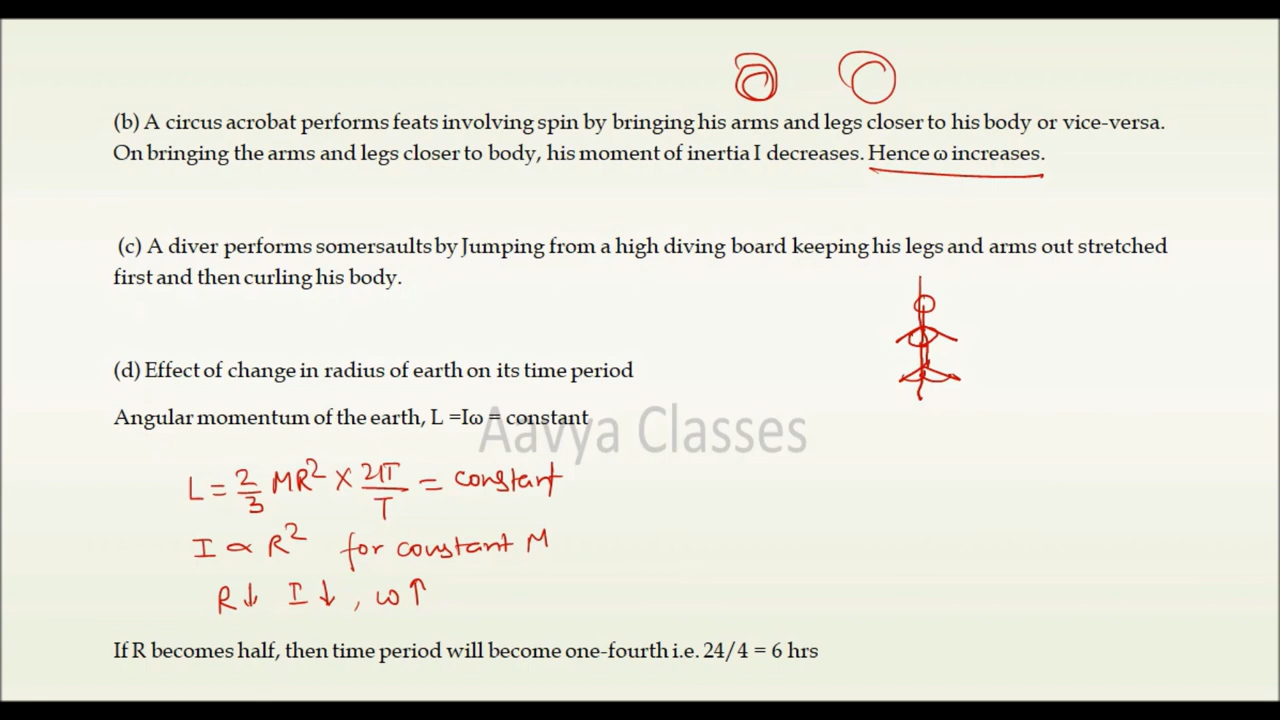 (b) A circus acrobat performs feats involving spin by bringing his arms and legs closer to his body or vice-versa.
On bringing the arms and legs closer to body, his moment of inertia I decreases. Hence ω increases.
(c) A diver performs somersaults by Jumping from a high diving board keeping his legs and arms out stretched
first and then curling his body.
(d) Effect of change in radius of earth on its time period
Angular momentum of the earth, L =Iω = constant
Aavya Classes
L = 2/3 MR² × 2π/T = constant
I ∝ R² for constant M
R↓ I↓, ω↑
If R becomes half, then time period will become one-fourth i.e. 24/4 = 6 hrs